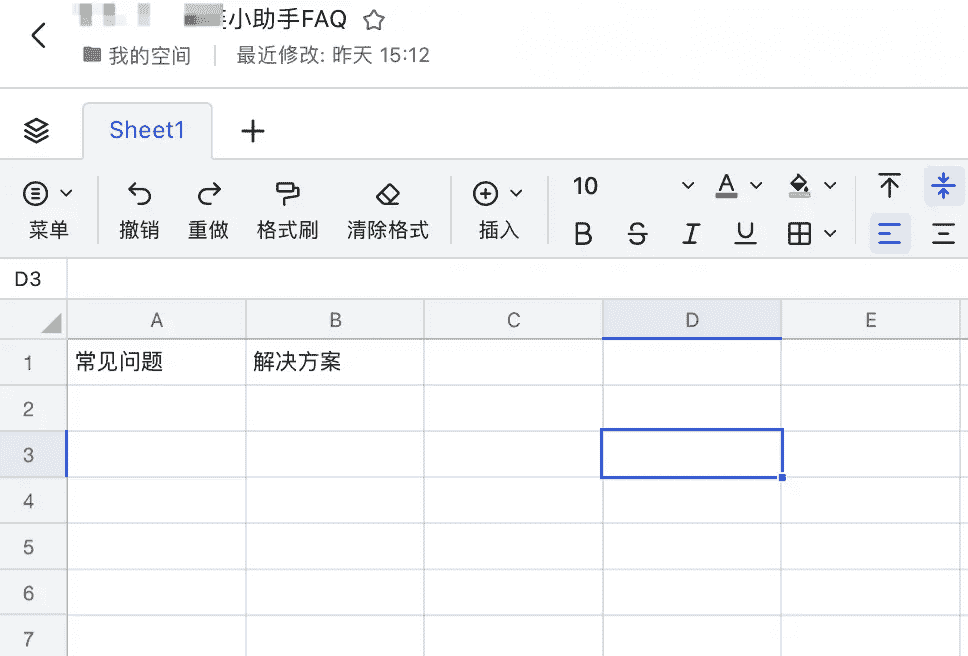 小助手FAQ
我的空间 最近修改: 昨天 15:12
Sheet1
菜单 撤销 重做 格式刷 清除格式 插入 10 A
B S I U
D3
A B C D E
1 常见问题 解决方案
2
3
4
5
6
7